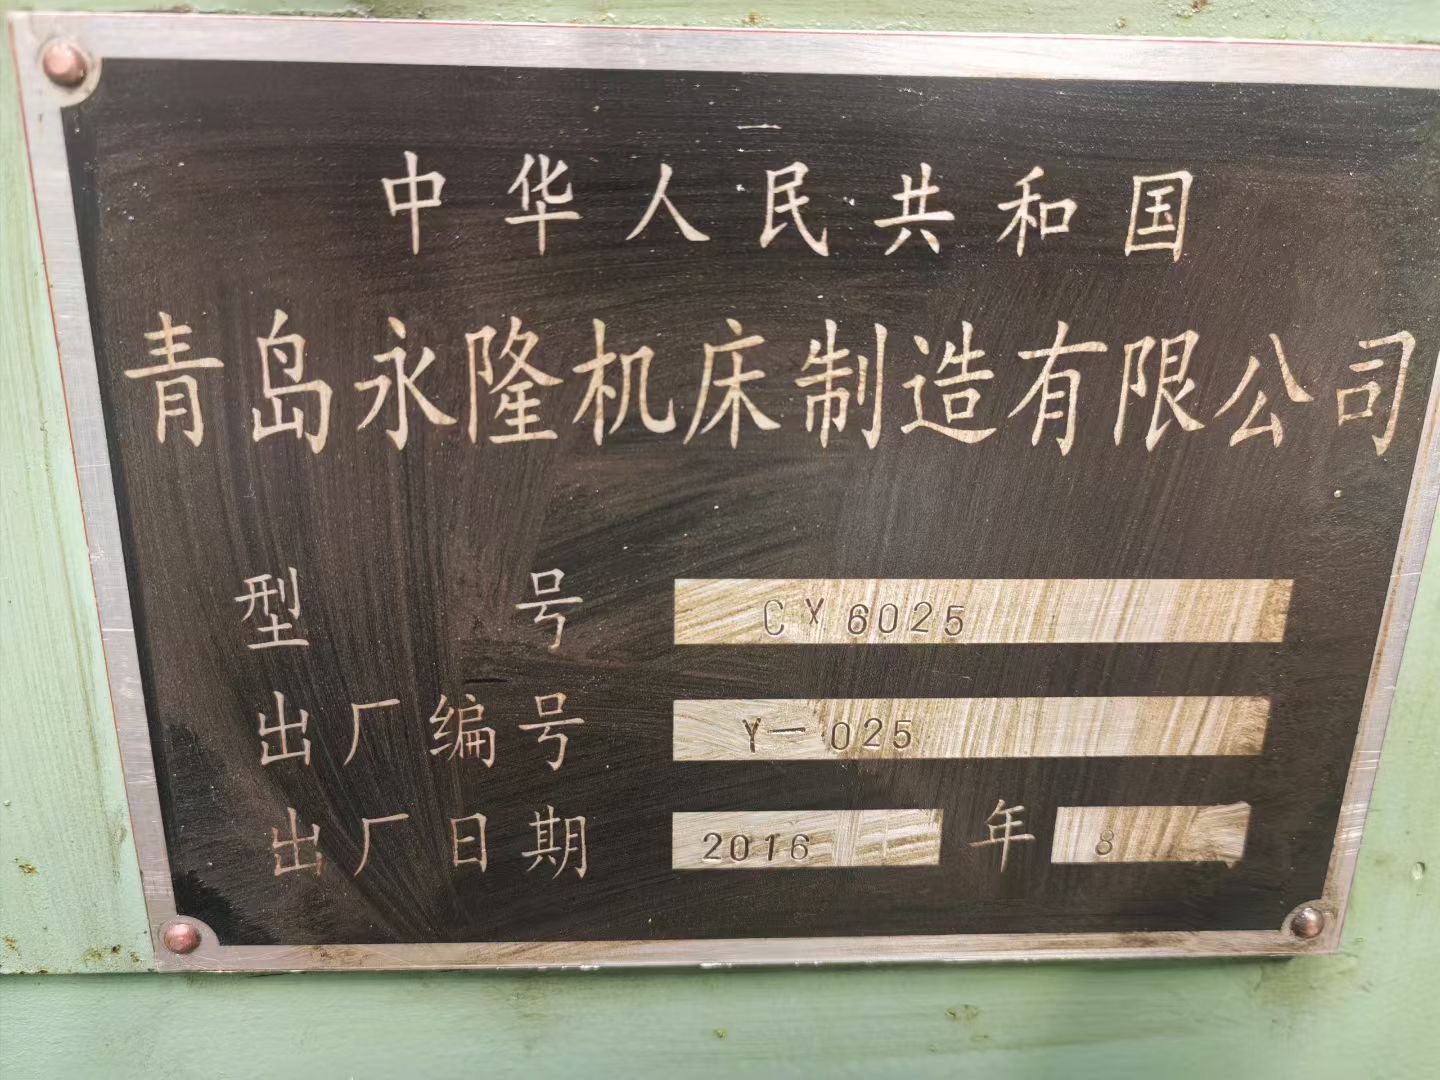 中华人民共和国
青岛永隆机床制造有限公司
型号 CX6025
出厂编号 Y-025
出厂日期 2016 年 8